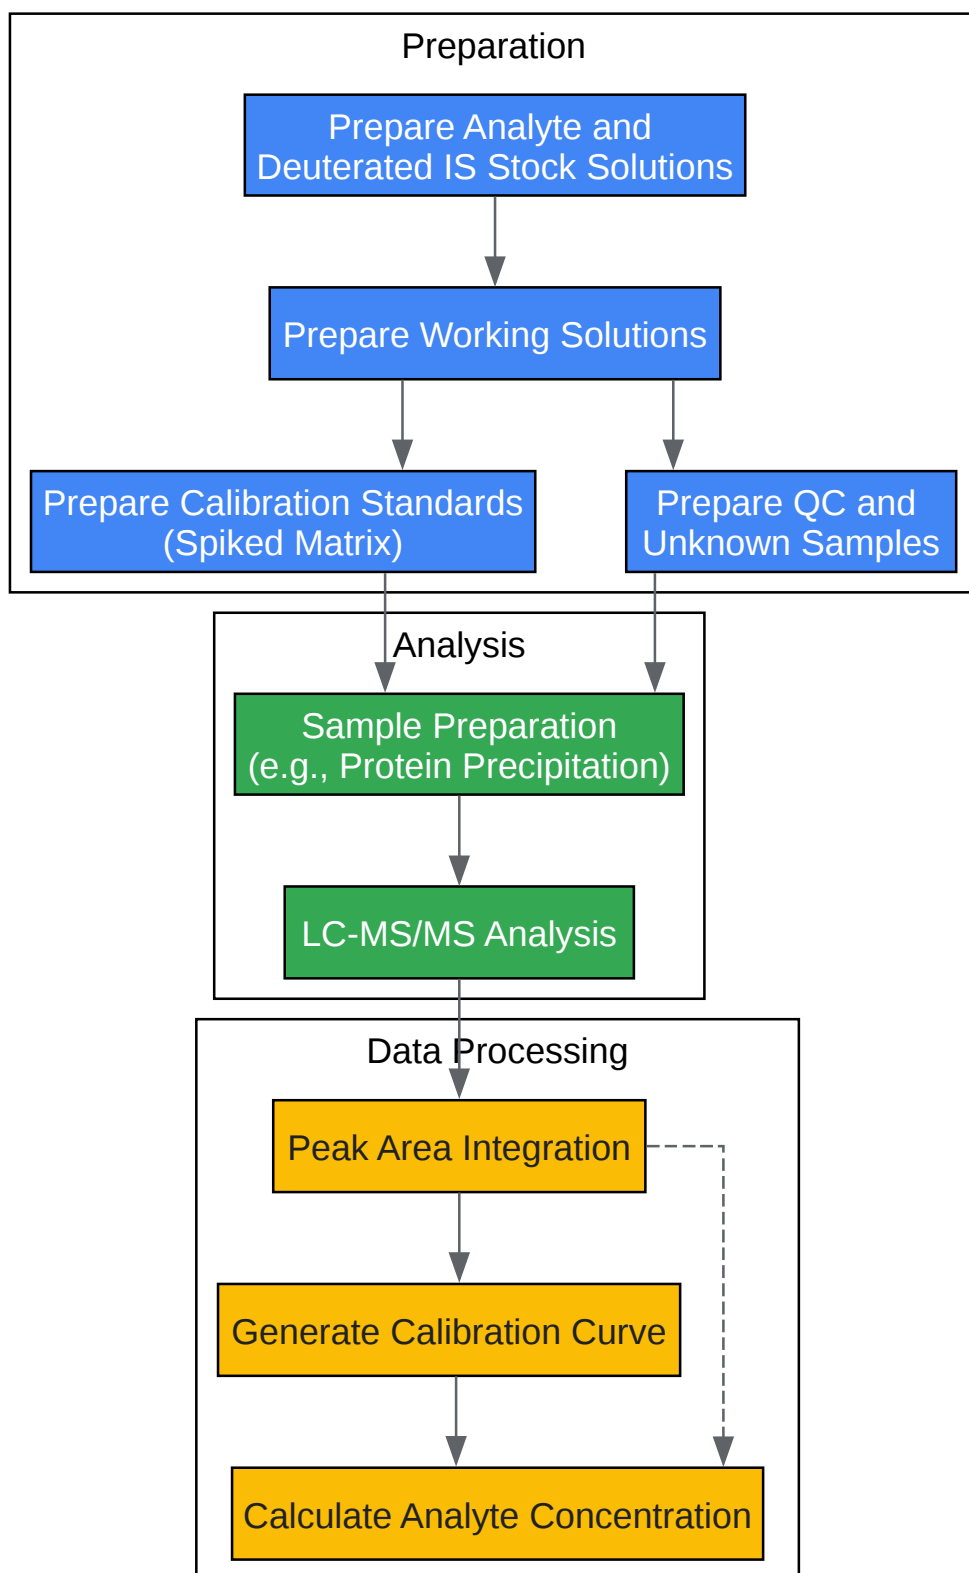 Preparation
Prepare Analyte and
Deuterated IS Stock Solutions
Prepare Working Solutions
Prepare Calibration Standards
(Spiked Matrix)
Prepare QC and
Unknown Samples
Analysis
Sample Preparation
(e.g., Protein Precipitation)
LC-MS/MS Analysis
Data Processing
Peak Area Integration
Generate Calibration Curve
Calculate Analyte Concentration